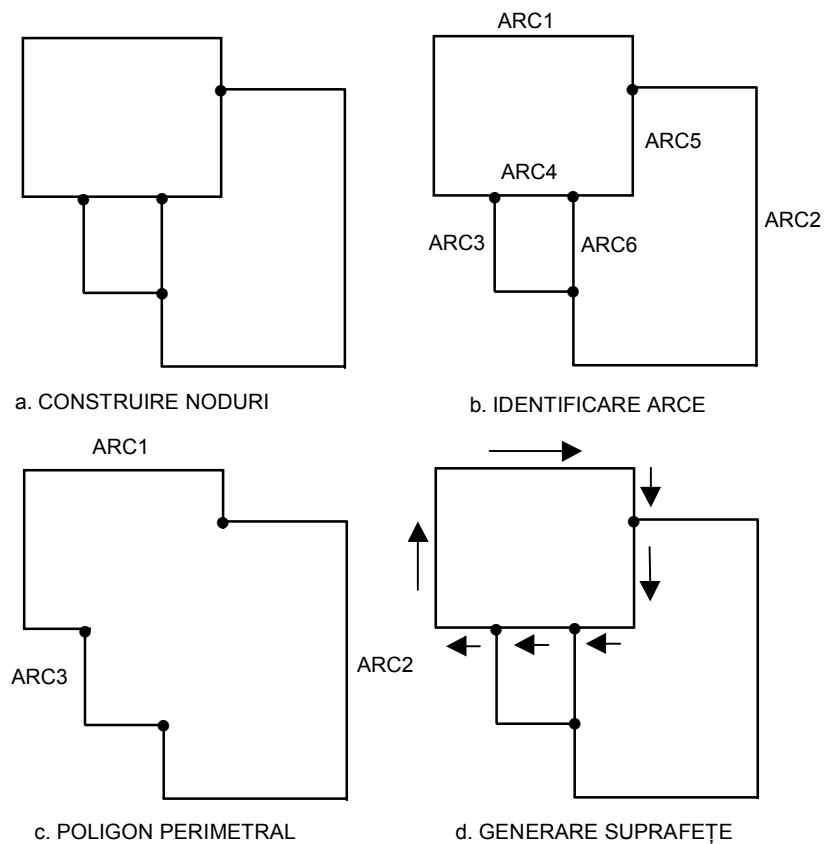 ARC1
ARC5
ARC4
ARC2
ARC3 ARC6
a. CONSTRUIRE NODURI
b. IDENTIFICARE ARCE
ARC1
ARC3
ARC2
c. POLIGON PERIMETRAL
d. GENERARE SUPRAFEȚE